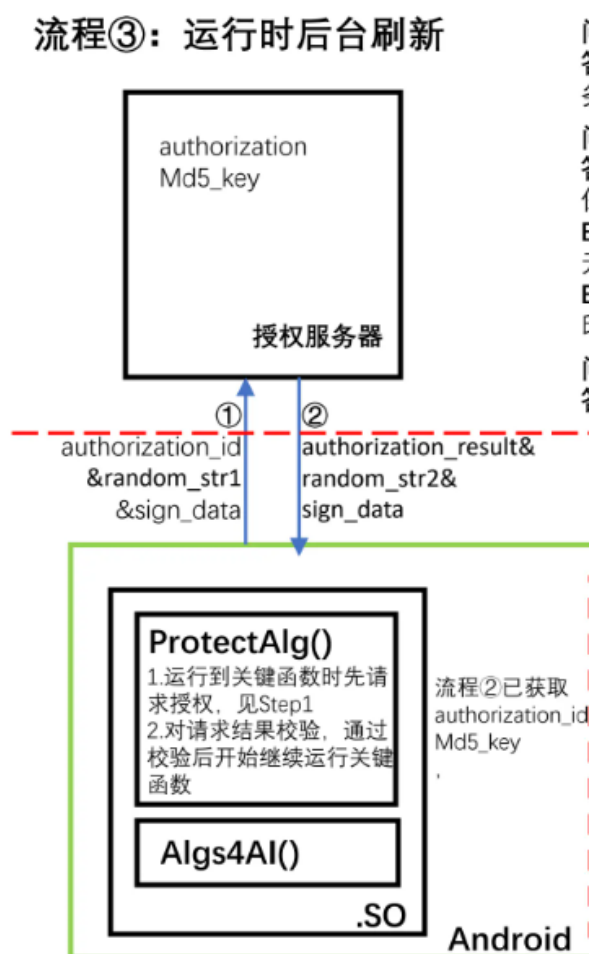 流程③：运行时后台刷新
authorization
Md5_key
授权服务器
①
②
authorization_id
&random_str1
&sign_data
authorization_result&
random_str2&
sign_data
ProtectAlg()
1.运行到关键函数时先请
求授权，见Step1
2.对请求结果校验，通过
校验后开始继续运行关键
函数
Algs4AI()
.SO
流程②已获取
authorization_id
Md5_key
,
Android